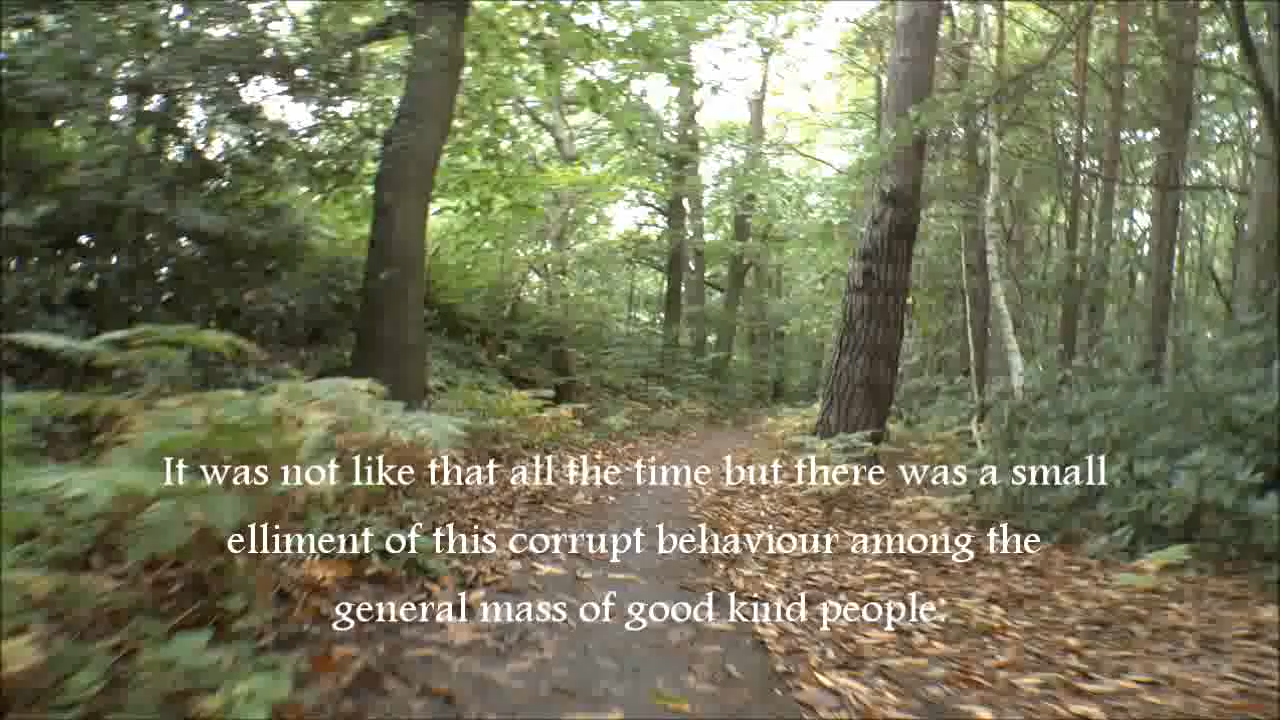 It was not like that all the time but there was a small
elliment of this corrupt behaviour among the
general mass of good kind people.